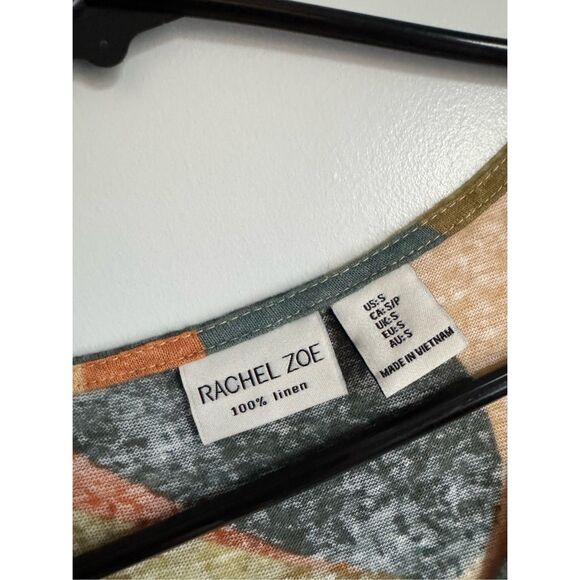 RACHEL ZOE
100% linen
US: S
CA: S/P
UK: S
EU: S
AU: S
MADE IN VIETNAM